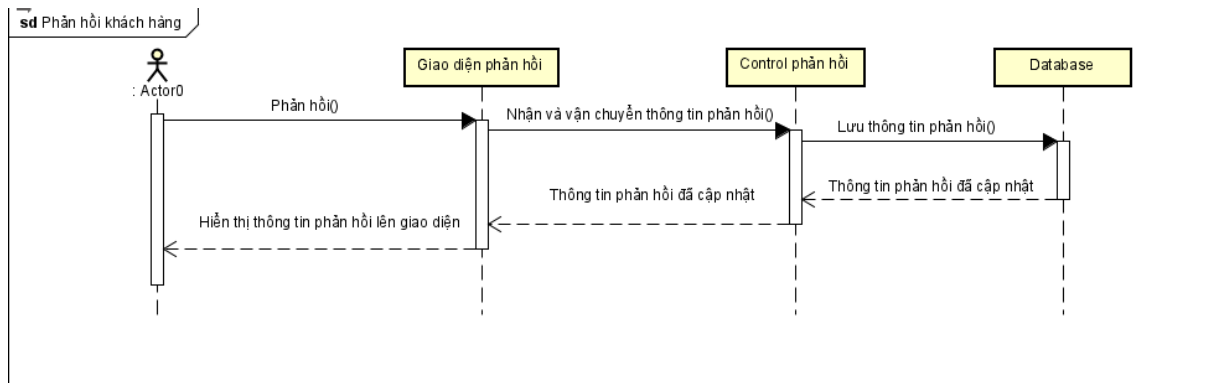 sd Phản hồi khách hàng
Giao diện phản hồi
Control phản hồi
Database
: Actor0
Phản hồi()
Nhận và vận chuyển thông tin phản hồi()
Lưu thông tin phản hồi()
Thông tin phản hồi đã cập nhật
Thông tin phản hồi đã cập nhật
Hiển thị thông tin phản hồi lên giao diện